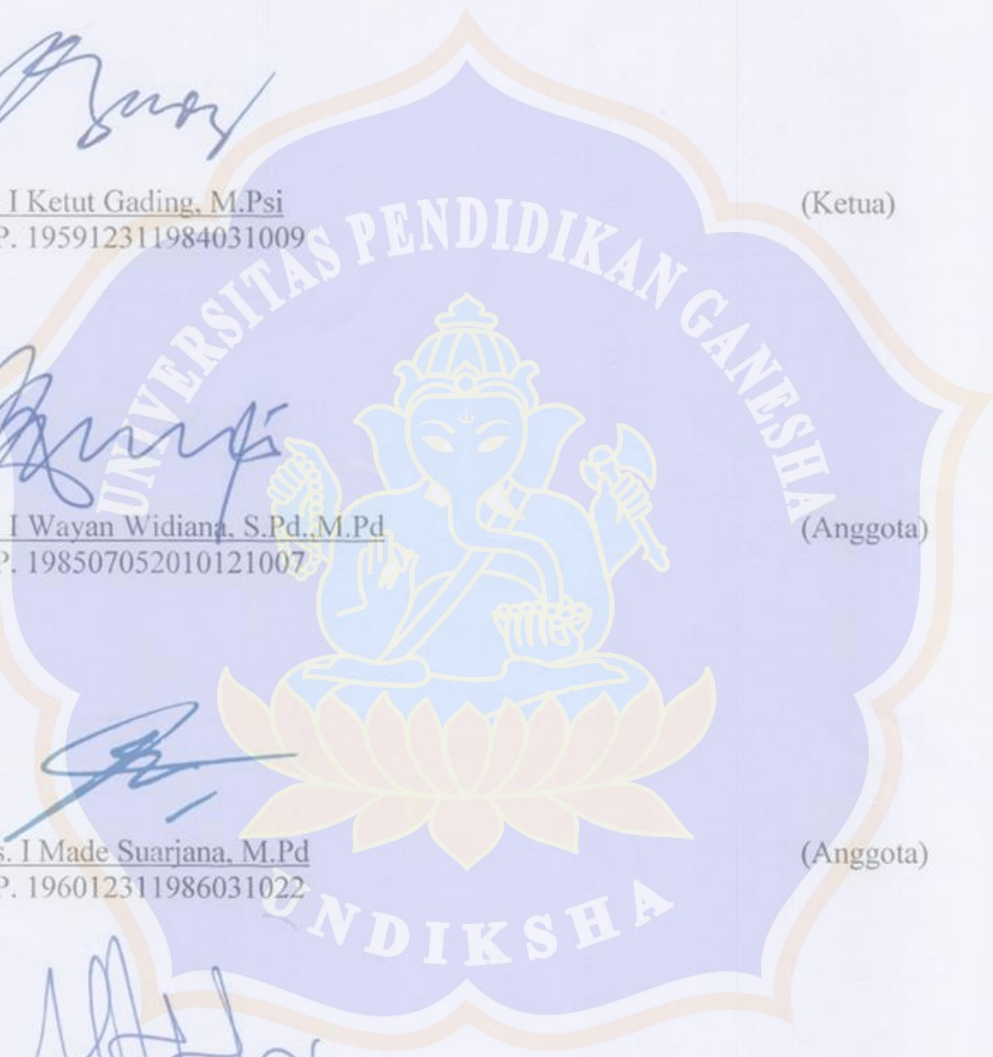 I Ketut Gading, M.Psi
(Ketua)
P. 195912311984031009
UNIVERSITAS PENDIDIKAN GANESHA
I Wayan Widiana, S.Pd.,M.Pd
(Anggota)
P. 198507052010121007
s. I Made Suarjana, M.Pd
(Anggota)
P. 196012311986031022
UNDIKSHA